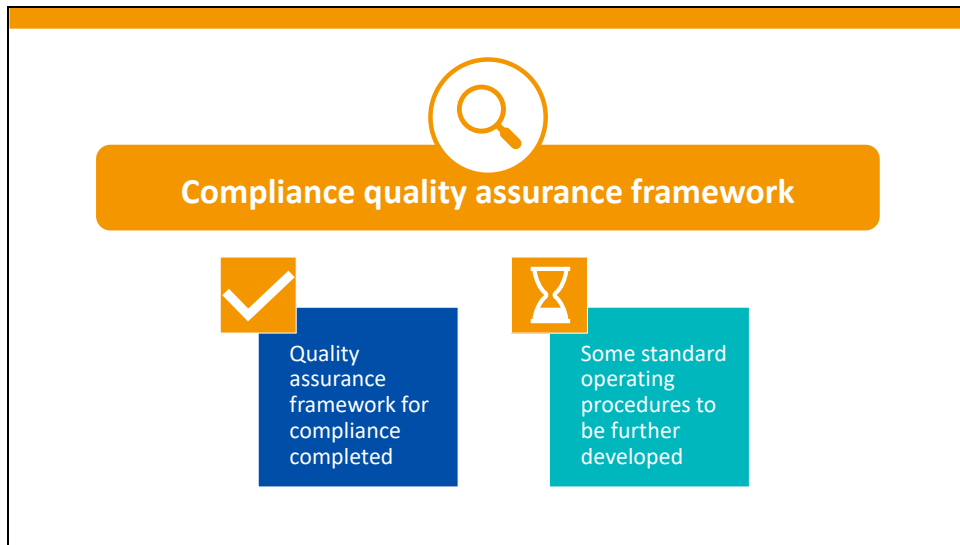 Compliance quality assurance framework
Quality
assurance
framework for
compliance
completed
Some standard
operating
procedures to
be further
developed